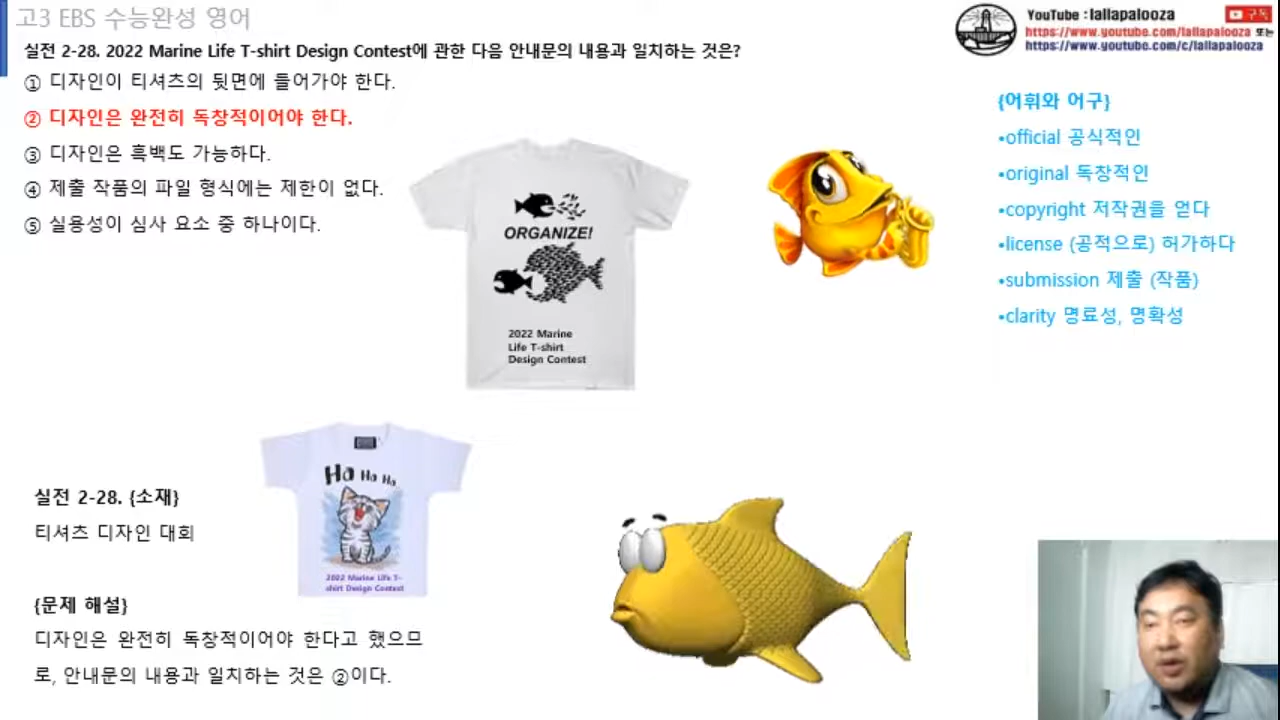 고3 EBS 수능완성 영어
YouTube : lallapalooza
구독
https://www.youtube.com/lallapalooza 또는
https://www.youtube.com/c/lallapalooza
실전 2-28. 2022 Marine Life T-shirt Design Contest에 관한 다음 안내문의 내용과 일치하는 것은?
① 디자인이 티셔츠의 뒷면에 들어가야 한다.
② 디자인은 완전히 독창적이어야 한다.
③ 디자인은 흑백도 가능하다.
④ 제출 작품의 파일 형식에는 제한이 없다.
⑤ 실용성이 심사 요소 중 하나이다.
{어휘와 어구}
•official 공식적인
•original 독창적인
•copyright 저작권을 얻다
•license (공적으로) 허가하다
•submission 제출 (작품)
•clarity 명료성, 명확성
ORGANIZE!
2022 Marine
Life T-shirt
Design Contest
Ha Ha Ha
2022 Marine Life T-
shirt Design Contest
실전 2-28. {소재}
티셔츠 디자인 대회
{문제 해설}
디자인은 완전히 독창적이어야 한다고 했으므
로, 안내문의 내용과 일치하는 것은 ②이다.